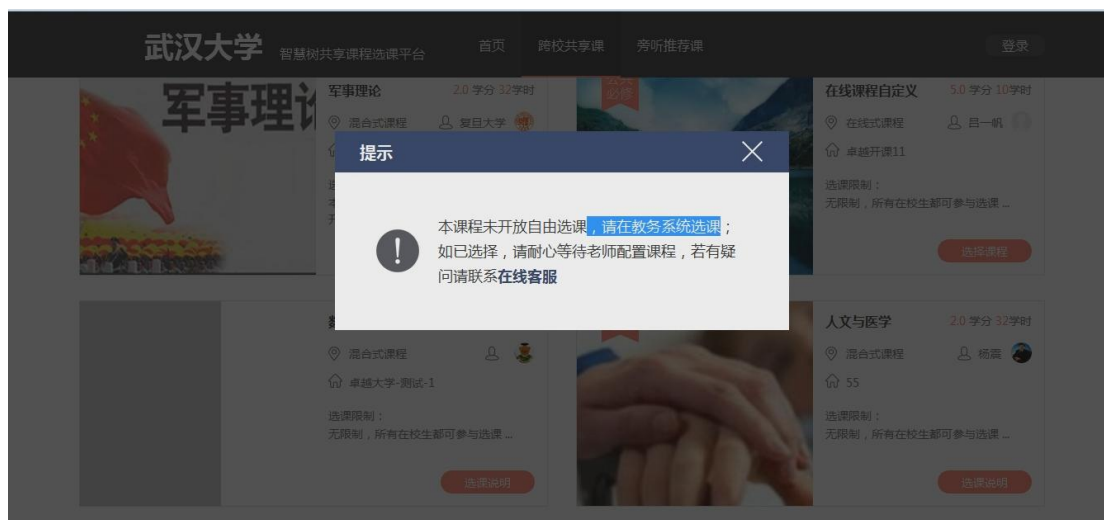 武汉大学 智慧树共享课程选课平台 首页 跨校共享课 旁听推荐课 登录
军事理论
军事理论 2.0 学分 32学时
混合式课程 复旦大学
必修
在线课程自定义 5.0 学分 10学时
在线式课程 吕一帆
卓越开课11
选课限制：
无限制，所有在校生都可参与选课 ...
选择课程
提示
本课程未开放自由选课，请在教务系统选课；
如已选择，请耐心等待老师配置课程，若有疑
问请联系在线客服
混合式课程
卓越大学-测试-1
选课限制：
无限制，所有在校生都可参与选课 ...
选课说明
人文与医学 2.0 学分 32学时
混合式课程 杨震
55
选课限制：
无限制，所有在校生都可参与选课 ...
选课说明